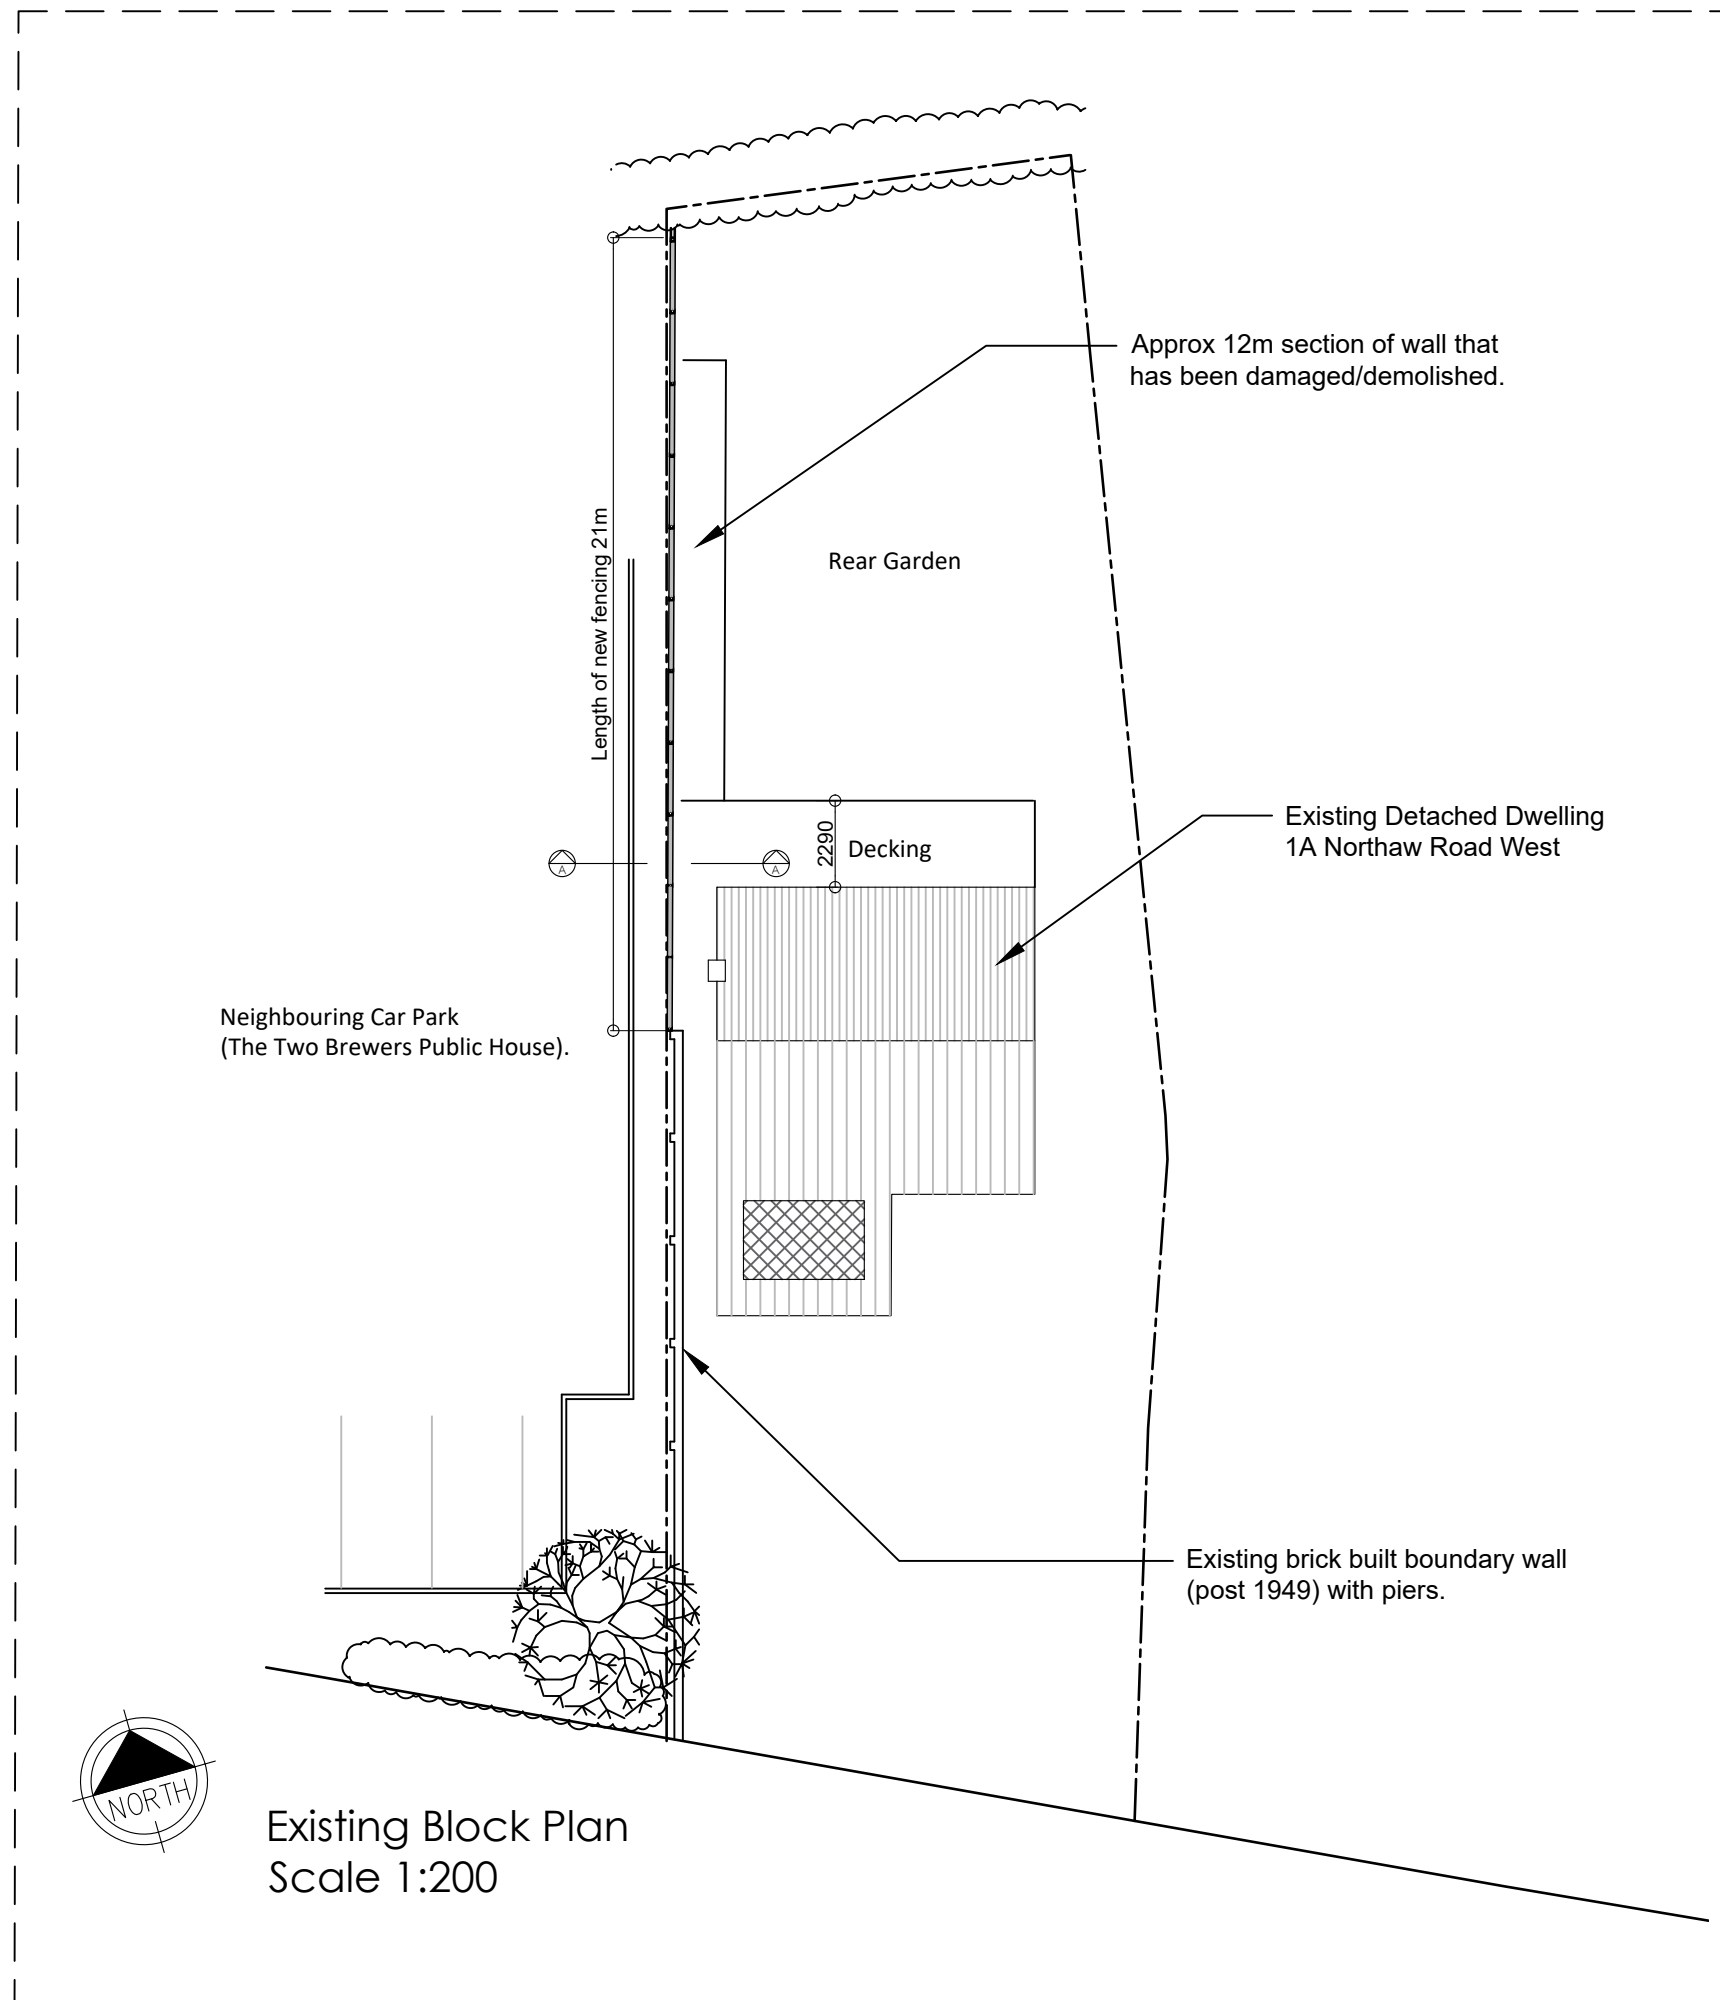 Approx 12m section of wall that
has been damaged/demolished.
Length of new fencing 21m
Rear Garden
Existing Detached Dwelling
1A Northaw Road West
2290
Decking
A
A
Neighbouring Car Park
(The Two Brewers Public House).
Existing brick built boundary wall
(post 1949) with piers.
NORTH
Existing Block Plan
Scale 1:200